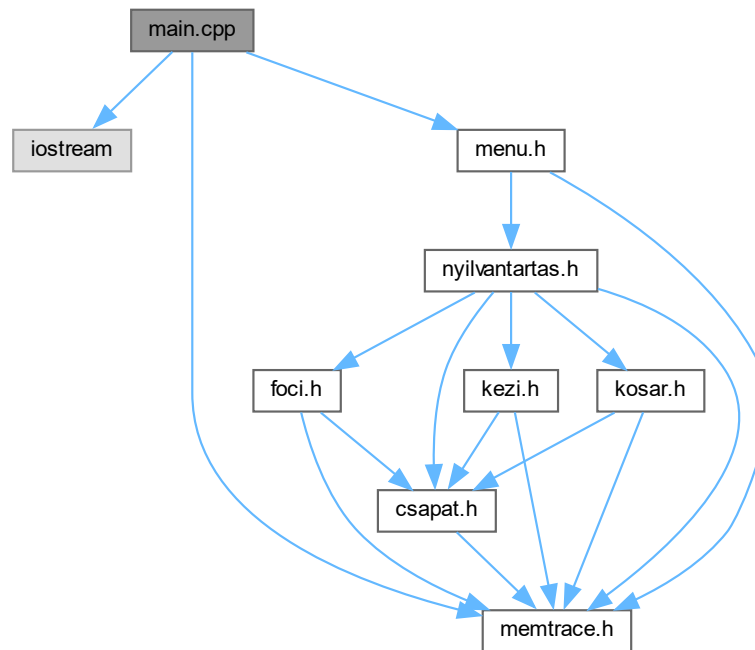 main.cpp
iostream
menu.h
nyilvantartas.h
foci.h
kezi.h
kosar.h
csapat.h
memtrace.h